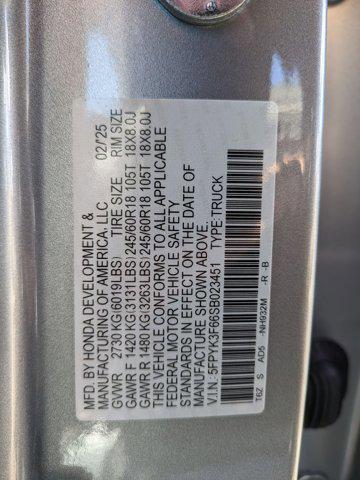 MFD. BY HONDA DEVELOPMENT &
MANUFACTURING OF AMERICA, LLC 02/'25
GVWR 2730 KG(6019LBS) TIRE SIZE RIM SIZE
GAWR F 1420 KG(3131LBS) 245/60R18 105T 18X8.0J
GAWR R 1480 KG(3263LBS) 245/60R18 105T 18X8.0J
THIS VEHICLE CONFORMS TO ALL APPLICABLE
FEDERAL MOTOR VEHICLE SAFETY
STANDARDS IN EFFECT ON THE DATE OF
MANUFACTURE SHOWN ABOVE.
V.I.N.: 5FPYK3F66SB023451 TYPE:TRUCK
T6Z S AD5 -NH932M -R -B